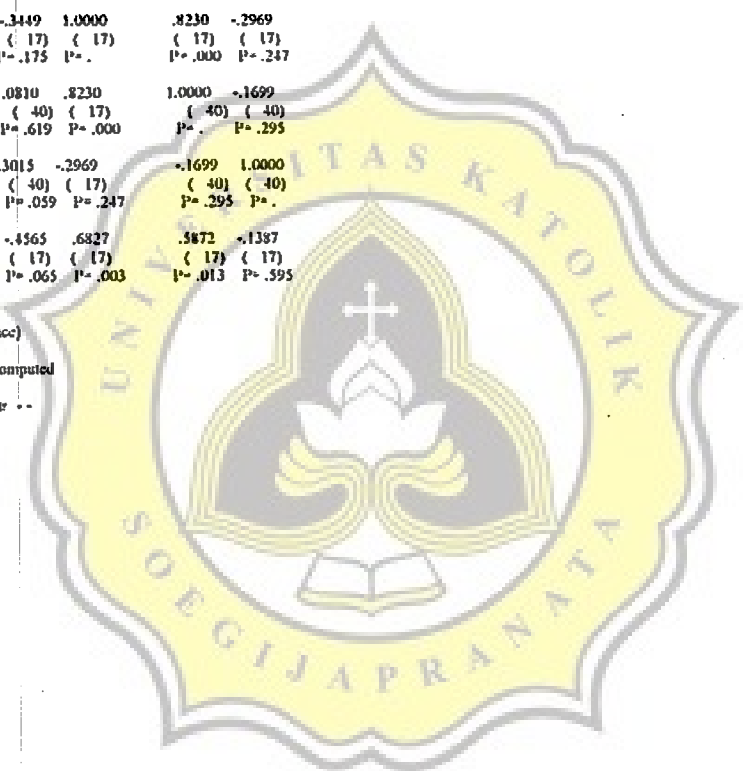 -.3449 1.0000 .8230 -.2969
( 17) ( 17) ( 17) ( 17)
P= .175 P= . P= .000 P= .247
.0810 .8230 1.0000 -.1699
( 40) ( 17) ( 40) ( 40)
P= .619 P= .000 P= . P= .295
.3015 -.2969 -.1699 1.0000
( 40) ( 17) ( 40) ( 40)
P= .059 P= .247 P= .295 P= .
-.4565 .6827 .5872 -.1387
( 17) ( 17) ( 17) ( 17)
P= .065 P= .003 P= .013 P= .595
UNIVERSITAS KATOLIK
SOEGIJAPRANATA